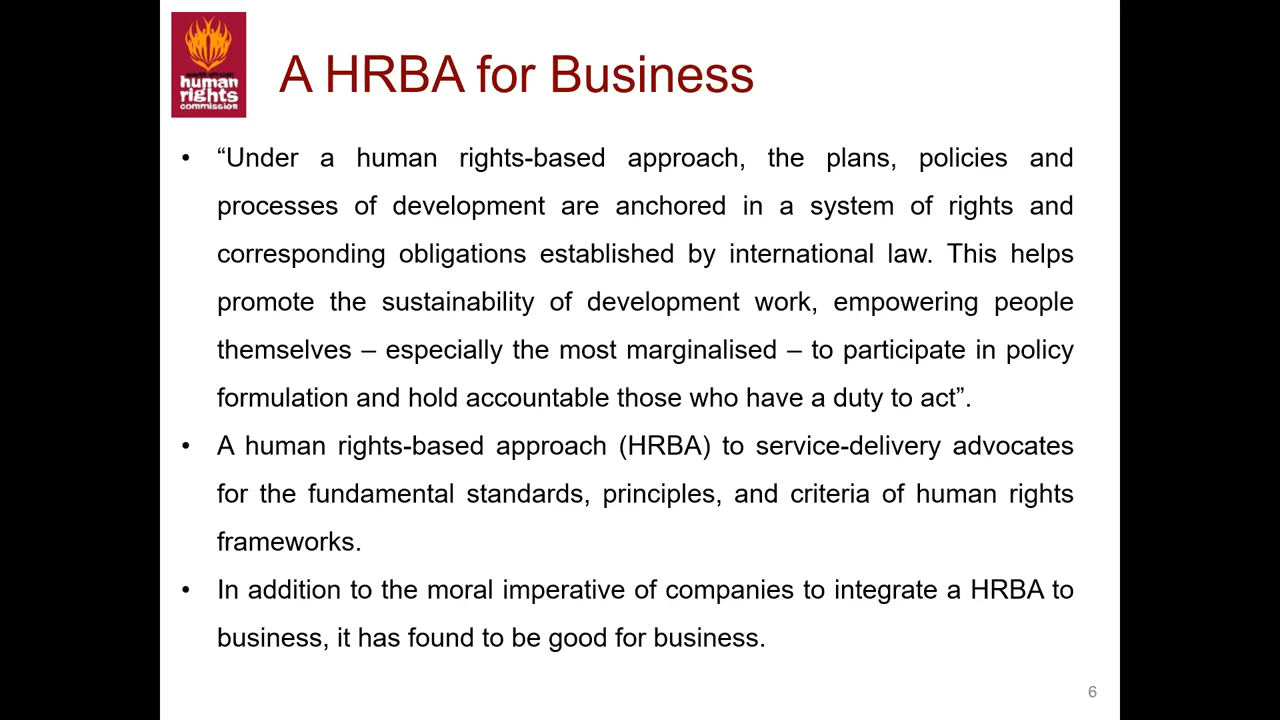 south african
human
rights
commission
A HRBA for Business
• “Under a human rights-based approach, the plans, policies and
processes of development are anchored in a system of rights and
corresponding obligations established by international law. This helps
promote the sustainability of development work, empowering people
themselves – especially the most marginalised – to participate in policy
formulation and hold accountable those who have a duty to act”.
• A human rights-based approach (HRBA) to service-delivery advocates
for the fundamental standards, principles, and criteria of human rights
frameworks.
• In addition to the moral imperative of companies to integrate a HRBA to
business, it has found to be good for business.
6